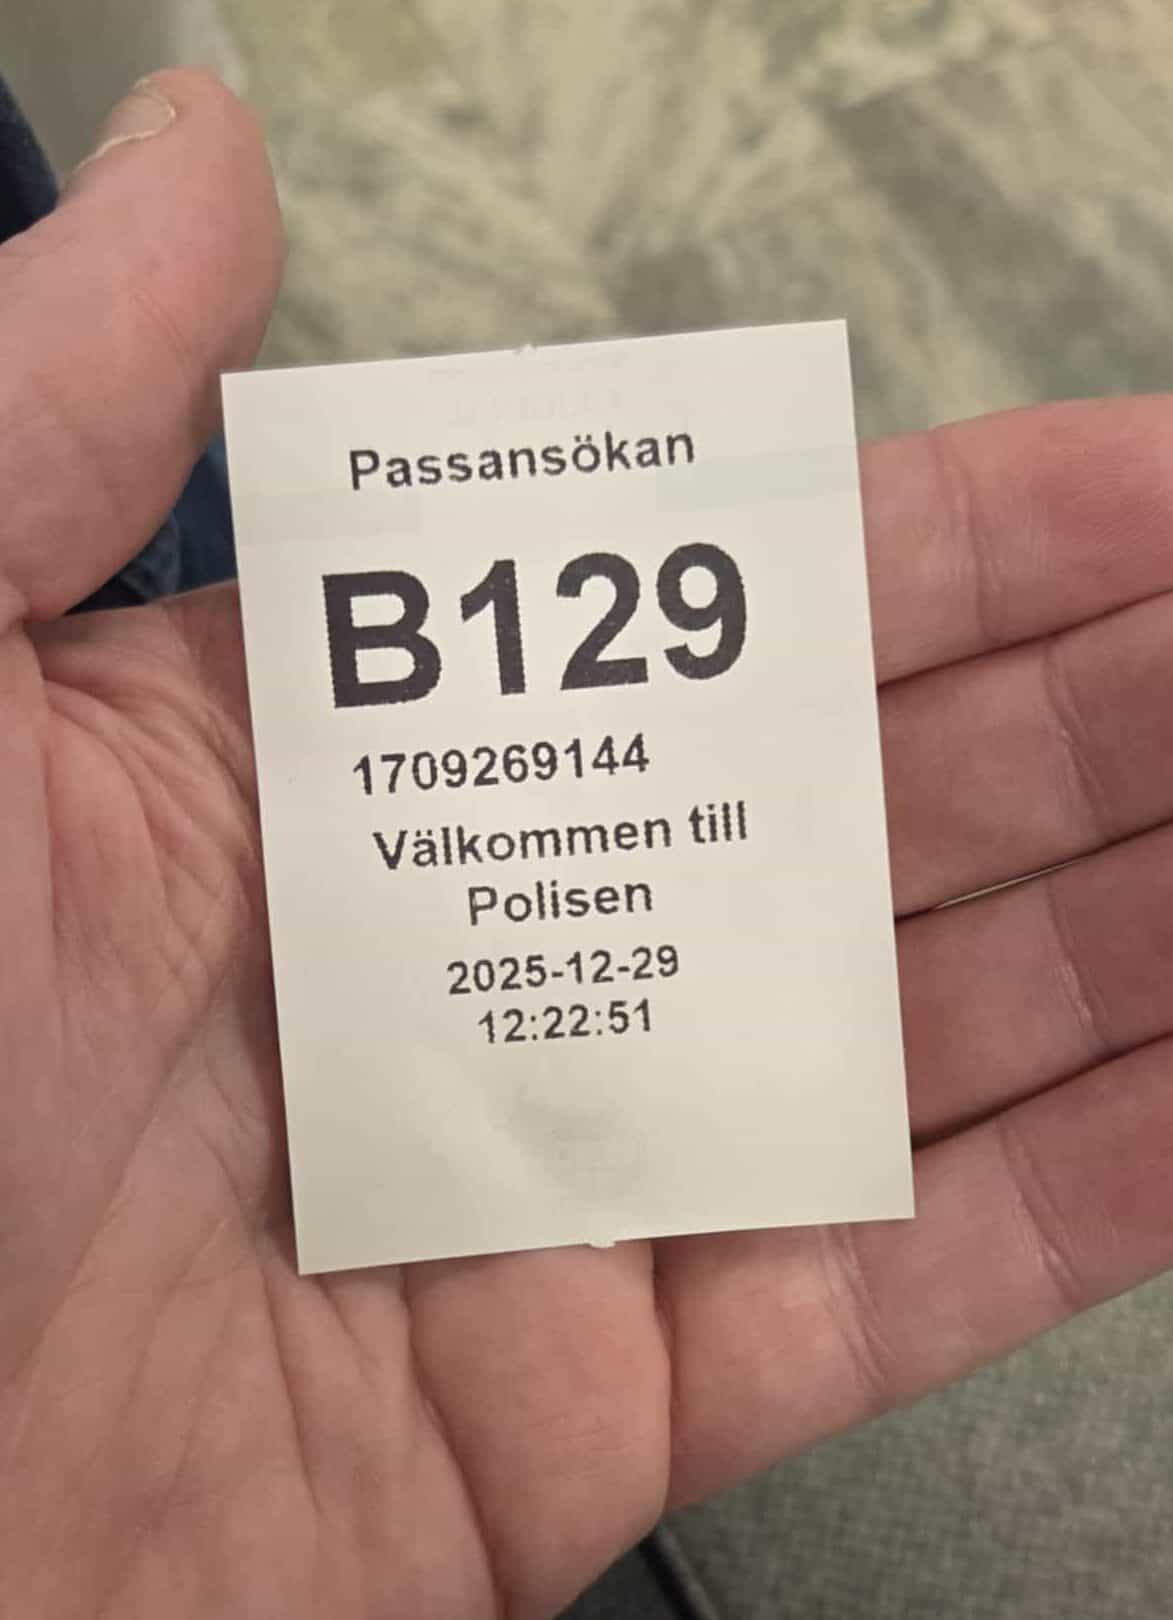 Passansökan
B129
1709269144
Välkommen till
Polisen
2025-12-29
12:22:51